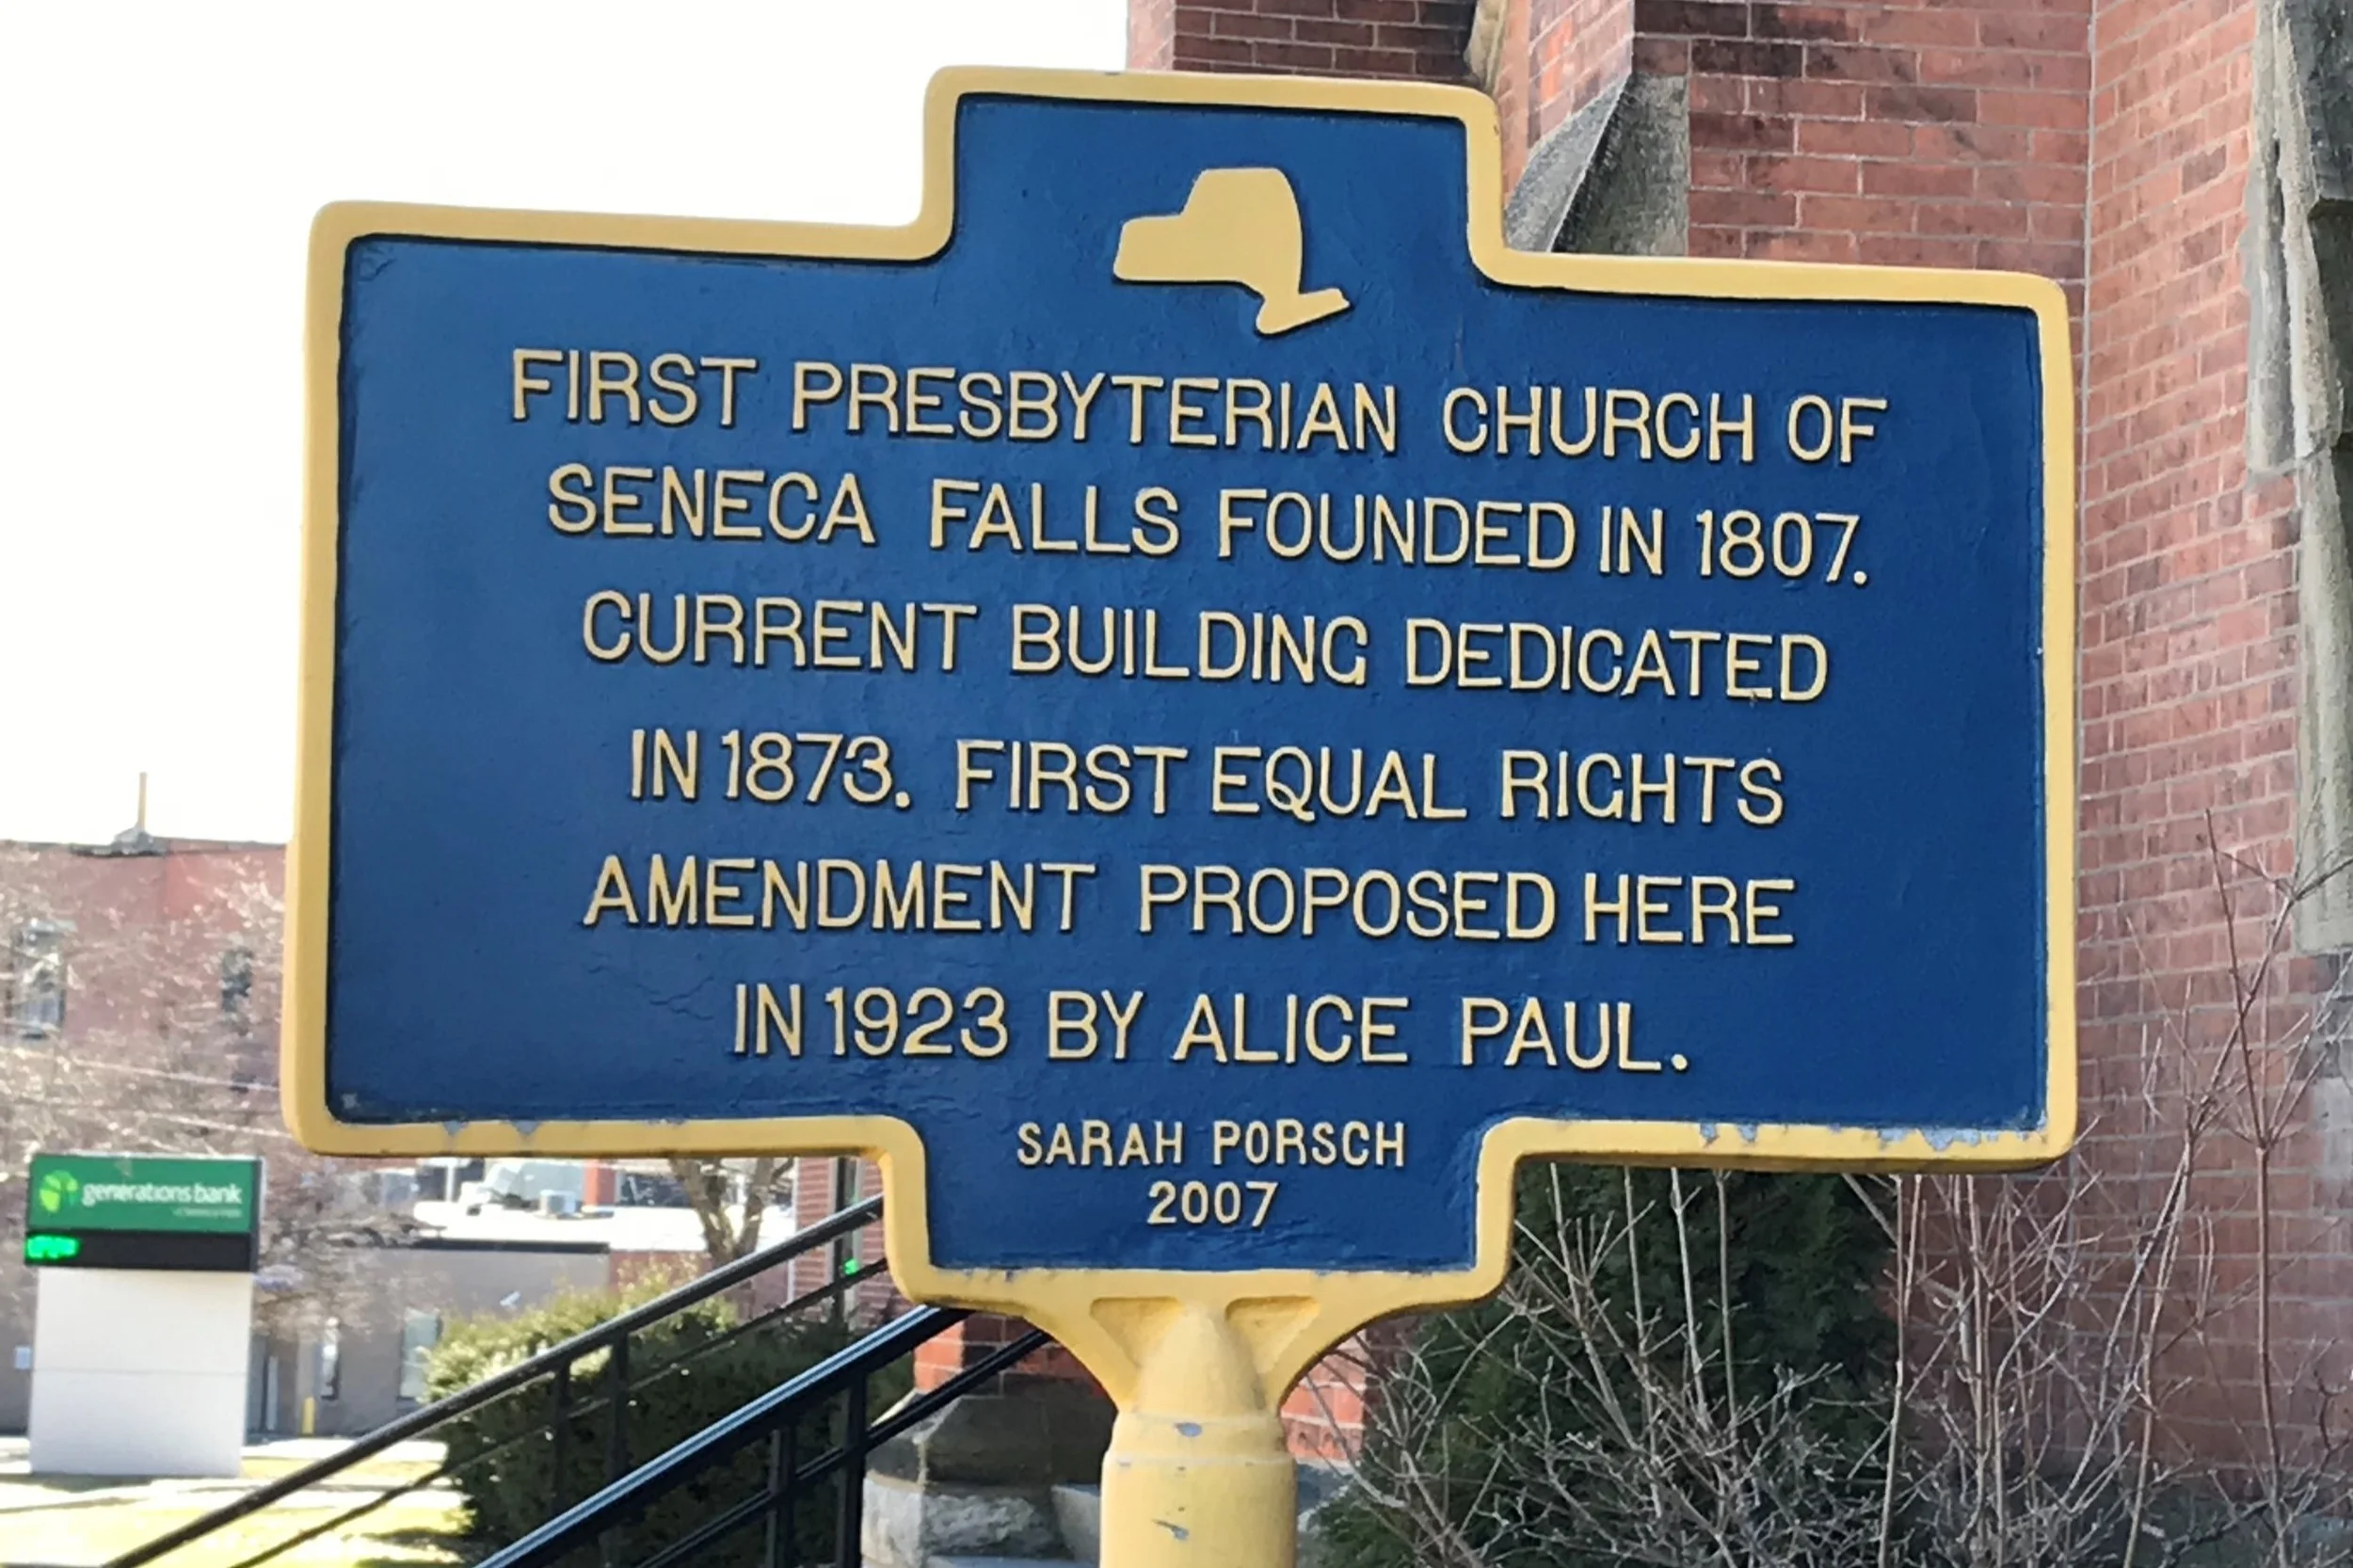 FIRST PRESBYTERIAN CHURCH OF
SENECA FALLS FOUNDED IN 1807.
CURRENT BUILDING DEDICATED
IN 1873. FIRST EQUAL RIGHTS
AMENDMENT PROPOSED HERE
IN 1923 BY ALICE PAUL.
SARAH PORSCH
2007
generations bank